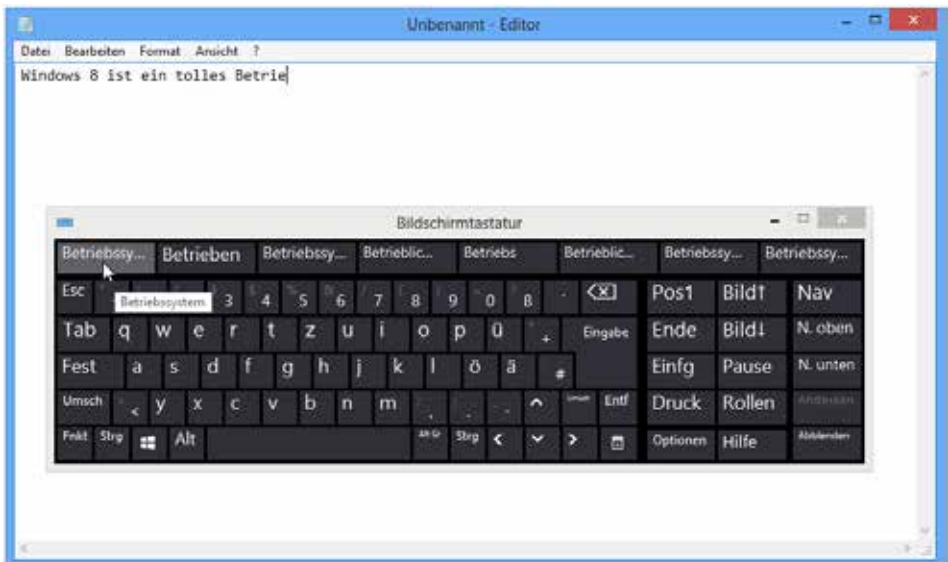 Unbenannt - Editor
Datei Bearbeiten Format Ansicht ?
Windows 8 ist ein tolles Betrie
Bildschirmtastatur
Betriebssy... Betrieben Betriebssy... Betrieblic... Betriebs Betrieblic... Betriebssy... Betriebssy...
Esc 3 4 5 6 7 8 9 0 ß Pos1 Bild↑ Nav
Betriebssystem
Tab q w e r t z u i o p ü + Eingabe Ende Bild↓ N. oben
Fest a s d f g h j k l ö ä # Einfg Pause N. unten
Umsch < y x c v b n m , . - Entf Druck Rollen
Fnkt Strg Alt Alt Gr Strg Optionen Hilfe Abblenden